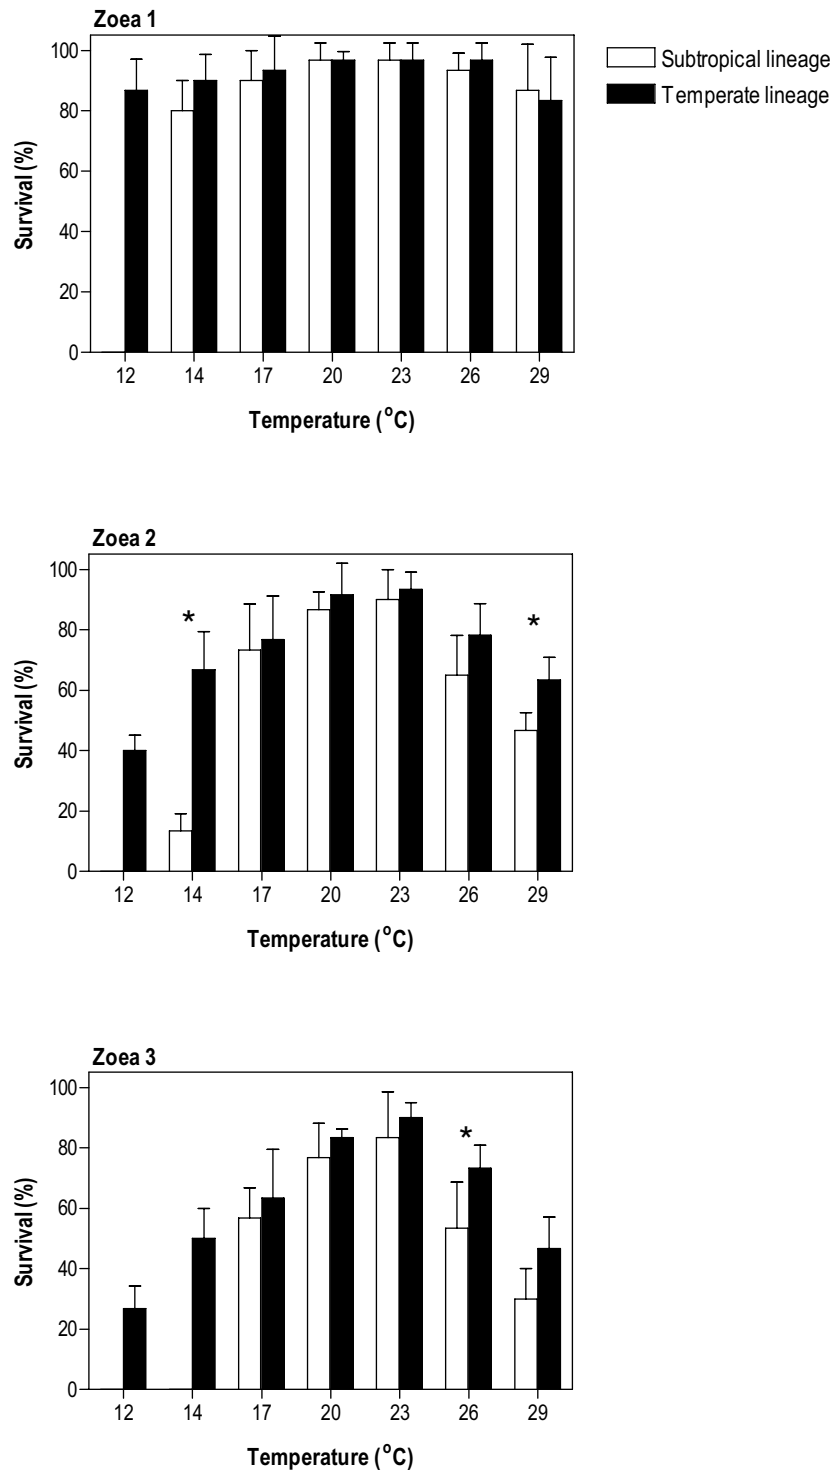 Zoea 1
Subtropical lineage
Temperate lineage
100
80
60
40
20
0
Survival (%)
12 14 17 20 23 26 29
Temperature (°C)
Zoea 2
100
80
60
40
20
0
Survival (%)
* *
12 14 17 20 23 26 29
Temperature (°C)
Zoea 3
100
80
60
40
20
0
Survival (%)
*
12 14 17 20 23 26 29
Temperature (°C)